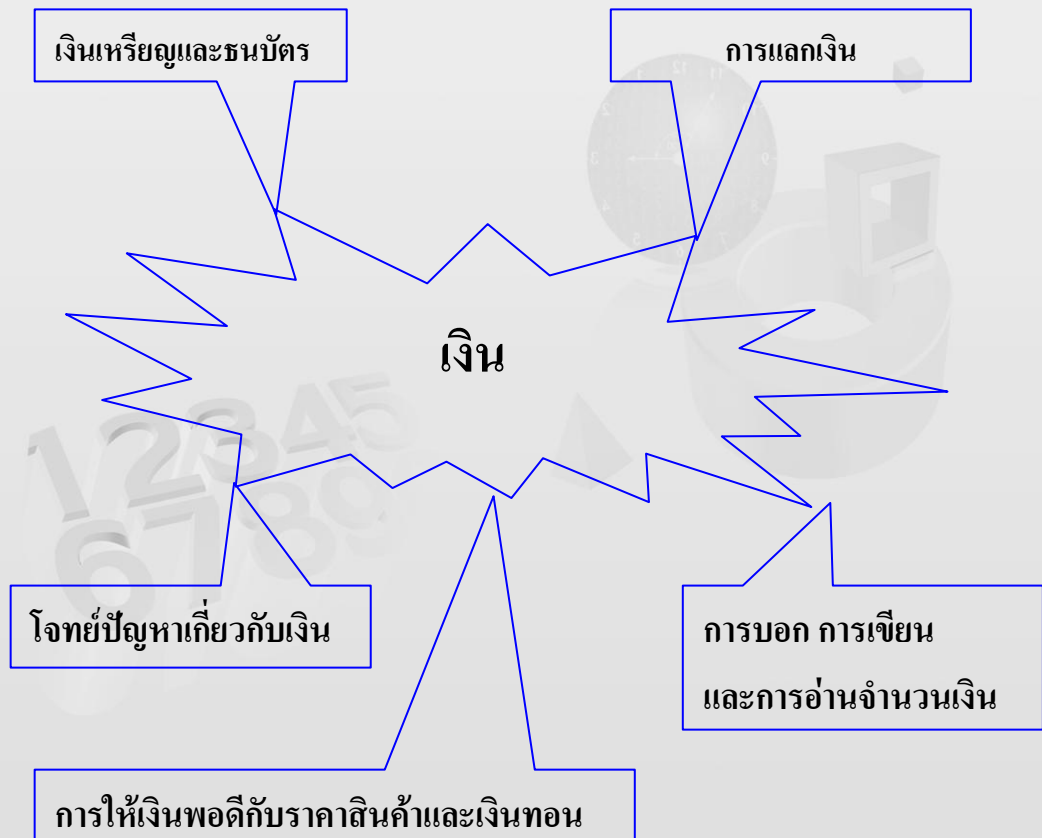 เงินเหรียญและธนบัตร
การแลกเงิน
เงิน
โจทย์ปัญหาเกี่ยวกับเงิน
การบอก การเขียน
และการอ่านจำนวนเงิน
การให้เงินพอดีกับราคาสินค้าและเงินทอน
12345
6789